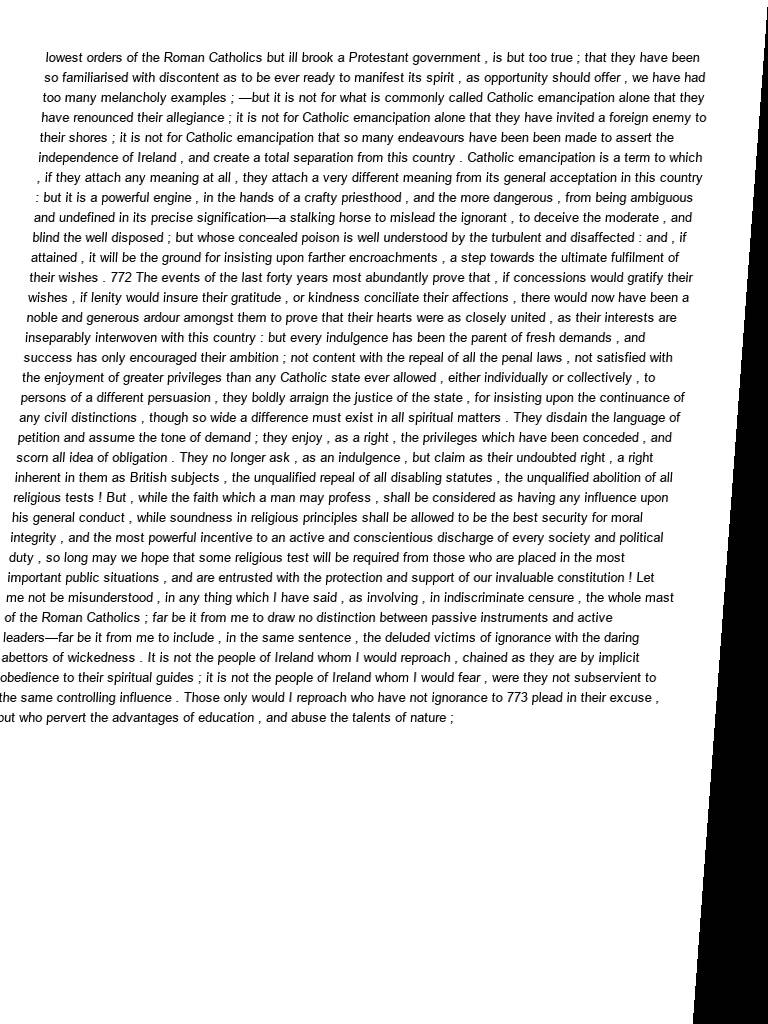 lowest orders of the Roman Catholics but ill brook a Protestant government , is but too true ; that they have been
so familiarised with discontent as to be ever ready to manifest its spirit , as opportunity should offer , we have had
too many melancholy examples ; —but it is not for what is commonly called Catholic emancipation alone that they
have renounced their allegiance ; it is not for Catholic emancipation alone that they have invited a foreign enemy to
their shores ; it is not for Catholic emancipation that so many endeavours have been been made to assert the
independence of Ireland , and create a total separation from this country . Catholic emancipation is a term to which
, if they attach any meaning at all , they attach a very different meaning from its general acceptation in this country
: but it is a powerful engine , in the hands of a crafty priesthood , and the more dangerous , from being ambiguous
and undefined in its precise signification—a stalking horse to mislead the ignorant , to deceive the moderate , and
blind the well disposed ; but whose concealed poison is well understood by the turbulent and disaffected : and , if
attained , it will be the ground for insisting upon farther encroachments , a step towards the ultimate fulfilment of
their wishes . 772 The events of the last forty years most abundantly prove that , if concessions would gratify their
wishes , if lenity would insure their gratitude , or kindness conciliate their affections , there would now have been a
noble and generous ardour amongst them to prove that their hearts were as closely united , as their interests are
inseparably interwoven with this country : but every indulgence has been the parent of fresh demands , and
success has only encouraged their ambition ; not content with the repeal of all the penal laws , not satisfied with
the enjoyment of greater privileges than any Catholic state ever allowed , either individually or collectively , to
persons of a different persuasion , they boldly arraign the justice of the state , for insisting upon the continuance of
any civil distinctions , though so wide a difference must exist in all spiritual matters . They disdain the language of
petition and assume the tone of demand ; they enjoy , as a right , the privileges which have been conceded , and
scorn all idea of obligation . They no longer ask , as an indulgence , but claim as their undoubted right , a right
inherent in them as British subjects , the unqualified repeal of all disabling statutes , the unqualified abolition of all
religious tests ! But , while the faith which a man may profess , shall be considered as having any influence upon
his general conduct , while soundness in religious principles shall be allowed to be the best security for moral
integrity , and the most powerful incentive to an active and conscientious discharge of every society and political
duty , so long may we hope that some religious test will be required from those who are placed in the most
important public situations , and are entrusted with the protection and support of our invaluable constitution ! Let
me not be misunderstood , in any thing which I have said , as involving , in indiscriminate censure , the whole mast
of the Roman Catholics ; far be it from me to draw no distinction between passive instruments and active
leaders—far be it from me to include , in the same sentence , the deluded victims of ignorance with the daring
abettors of wickedness . It is not the people of Ireland whom I would reproach , chained as they are by implicit
obedience to their spiritual guides ; it is not the people of Ireland whom I would fear , were they not subservient to
the same controlling influence . Those only would I reproach who have not ignorance to 773 plead in their excuse ,
but who pervert the advantages of education , and abuse the talents of nature ;